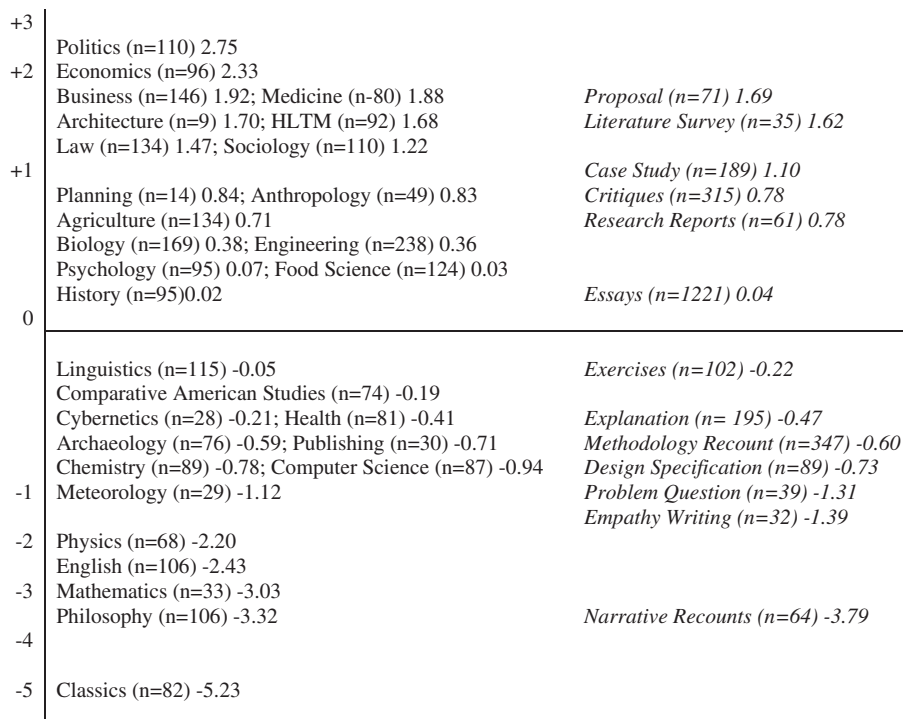 +3
Politics (n=110) 2.75
+2 Economics (n=96) 2.33
Business (n=146) 1.92; Medicine (n-80) 1.88 Proposal (n=71) 1.69
Architecture (n=9) 1.70; HLTM (n=92) 1.68 Literature Survey (n=35) 1.62
Law (n=134) 1.47; Sociology (n=110) 1.22
+1 Case Study (n=189) 1.10
Planning (n=14) 0.84; Anthropology (n=49) 0.83 Critiques (n=315) 0.78
Agriculture (n=134) 0.71 Research Reports (n=61) 0.78
Biology (n=169) 0.38; Engineering (n=238) 0.36
Psychology (n=95) 0.07; Food Science (n=124) 0.03
History (n=95)0.02 Essays (n=1221) 0.04
0
Linguistics (n=115) -0.05 Exercises (n=102) -0.22
Comparative American Studies (n=74) -0.19
Cybernetics (n=28) -0.21; Health (n=81) -0.41 Explanation (n= 195) -0.47
Archaeology (n=76) -0.59; Publishing (n=30) -0.71 Methodology Recount (n=347) -0.60
Chemistry (n=89) -0.78; Computer Science (n=87) -0.94 Design Specification (n=89) -0.73
-1 Meteorology (n=29) -1.12 Problem Question (n=39) -1.31
Empathy Writing (n=32) -1.39
-2 Physics (n=68) -2.20
English (n=106) -2.43
-3 Mathematics (n=33) -3.03
Philosophy (n=106) -3.32 Narrative Recounts (n=64) -3.79
-4
-5 Classics (n=82) -5.23